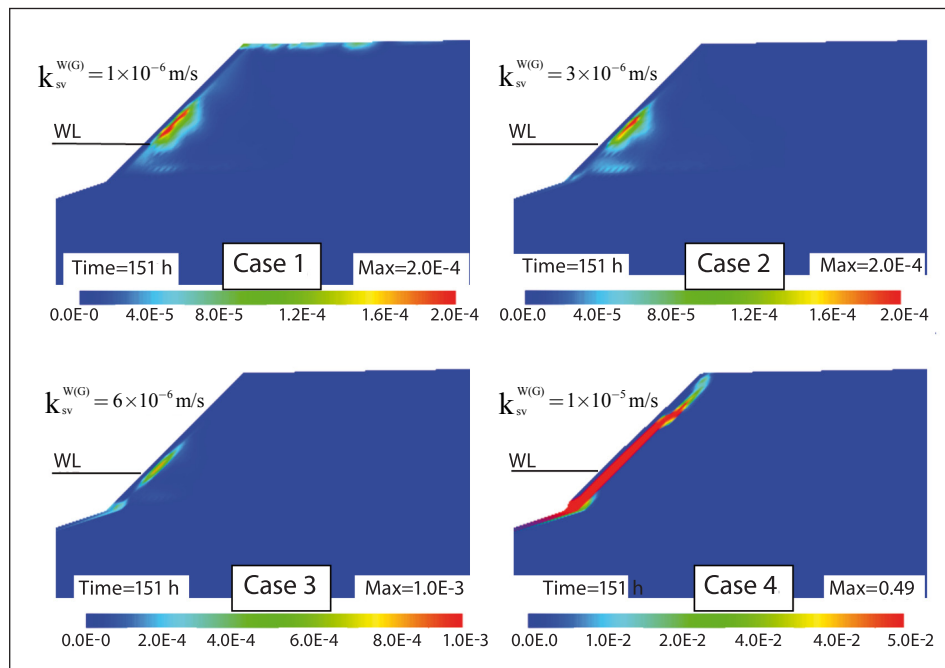 k_sv^W(G) = 1×10⁻⁶ m/s
WL
Time=151 h
Case 1
Max=2.0E-4
0.0E-0 4.0E-5 8.0E-5 1.2E-4 1.6E-4 2.0E-4
k_sv^W(G) = 3×10⁻⁶ m/s
WL
Time=151 h
Case 2
Max=2.0E-4
0.0E.0 4.0E-5 8.0E-5 1.2E-4 1.6E-4 2.0E-4
k_sv^W(G) = 6×10⁻⁶ m/s
WL
Time=151 h
Case 3
Max=1.0E-3
0.0E-0 2.0E-4 4.0E-4 6.0E-4 8.0E-4 1.0E-3
k_sv^W(G) = 1×10⁻⁵ m/s
WL
Time=151 h
Case 4
Max=0.49
0.0E.0 1.0E-2 2.0E-2 4.0E-2 4.0E-2 5.0E-2